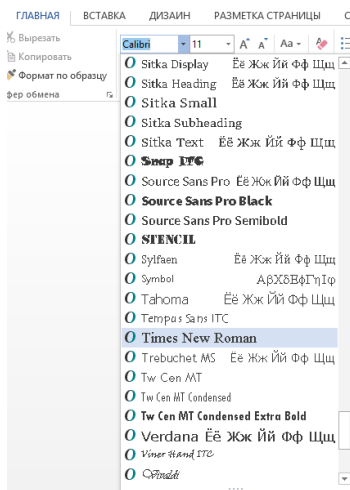 ГЛАВНАЯ ВСТАВКА ДИЗАЙН РАЗМЕТКА СТРАНИЦЫ С
Вырезать
Calibri 11 Aa
Копировать
Формат по образцу
фер обмена
O Sitka Display Ёё Жж Йй Фф Щщ
O Sitka Heading Ёё Жж Йй Фф Щщ
O Sitka Small
O Sitka Subheading
O Sitka Text Ёё Жж Йй Фф Щщ
O Snap ITC
O Source Sans Pro Ёё Жж Йй Фф Щщ
O Source Sans Pro Black
O Source Sans Pro Semibold
O STENCIL
O Sylfaen Ёё Жж Йй Фф Щщ
O Symbol ΑβΧδΕφΓηΙφ
O Tahoma Ёё Жж Йй Фф Щщ
O Tempus Sans ITC
O Times New Roman
O Trebuchet MS Ёё Жж Йй Фф Щщ
O Tw Cen MT
O Tw Cen MT Condensed
O Tw Cen MT Condensed Extra Bold
O Verdana Ёё Жж Йй Фф Щщ
O Viner Hand ITC
O Vivaldi